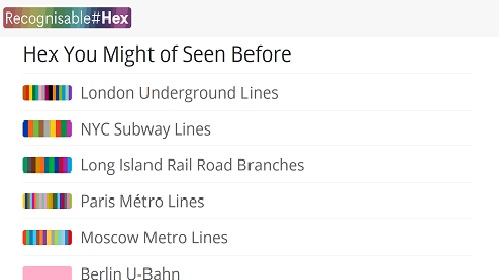 Recognisable#Hex
Hex You Might of Seen Before
London Underground Lines
NYC Subway Lines
Long Island Rail Road Branches
Paris Métro Lines
Moscow Metro Lines
Berlin U-Bahn